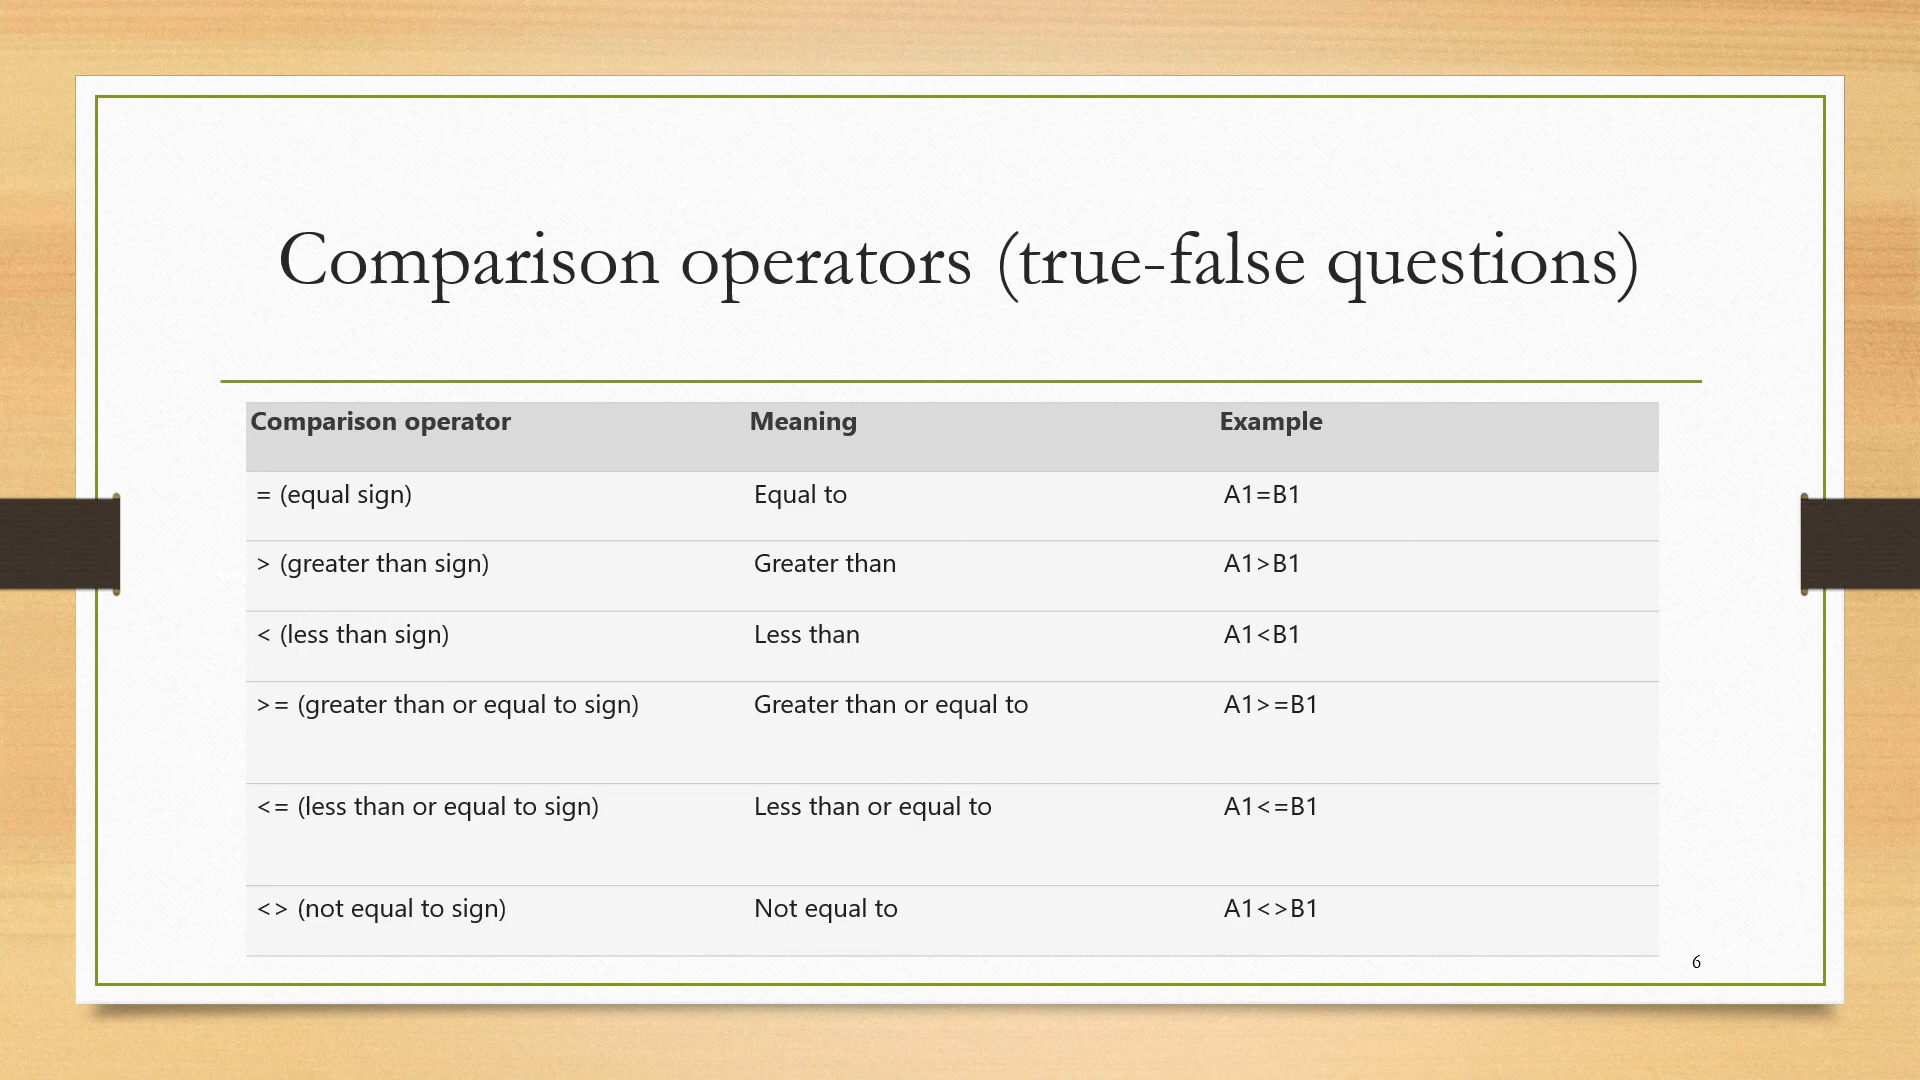 Comparison operators (true-false questions)
Comparison operator Meaning Example
= (equal sign) Equal to A1=B1
> (greater than sign) Greater than A1>B1
< (less than sign) Less than A1<B1
>= (greater than or equal to sign) Greater than or equal to A1>=B1
<= (less than or equal to sign) Less than or equal to A1<=B1
<> (not equal to sign) Not equal to A1<>B1
6